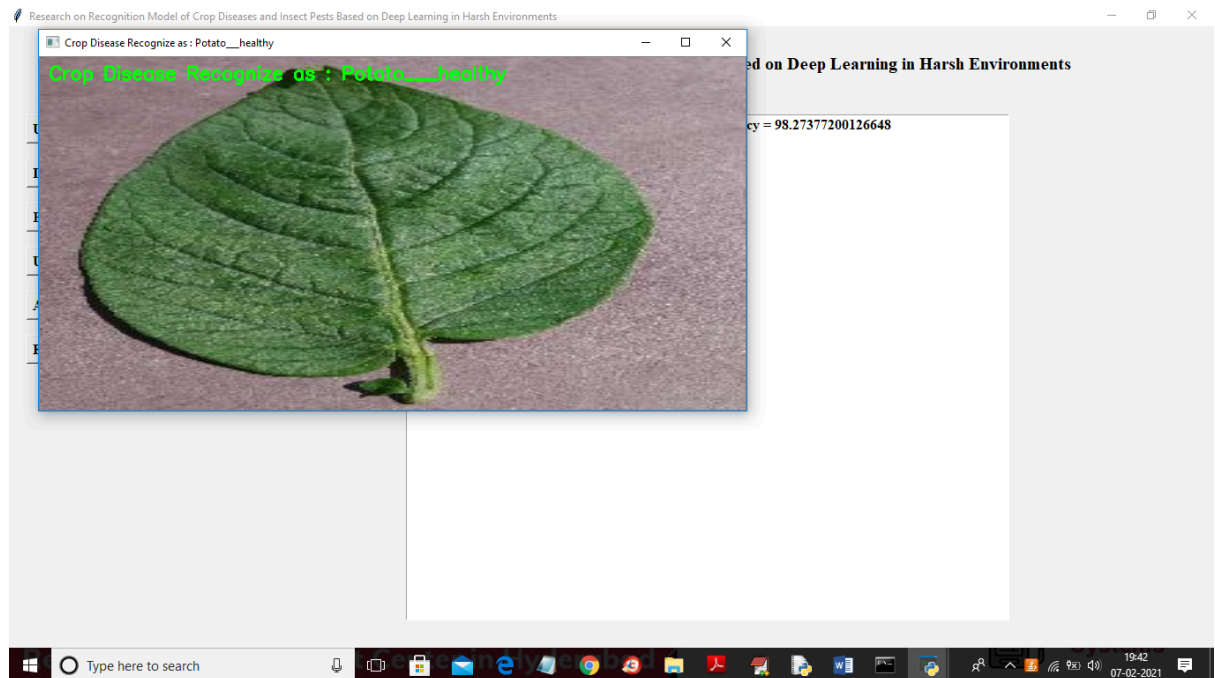 Research on Recognition Model of Crop Diseases and Insect Pests Based on Deep Learning in Harsh Environments
Crop Disease Recognize as : Potato__healthy
Crop Disease Recognize as : Potato___healthy
ed on Deep Learning in Harsh Environments
cy = 98.27377200126648
Type here to search
19:42
07-02-2021